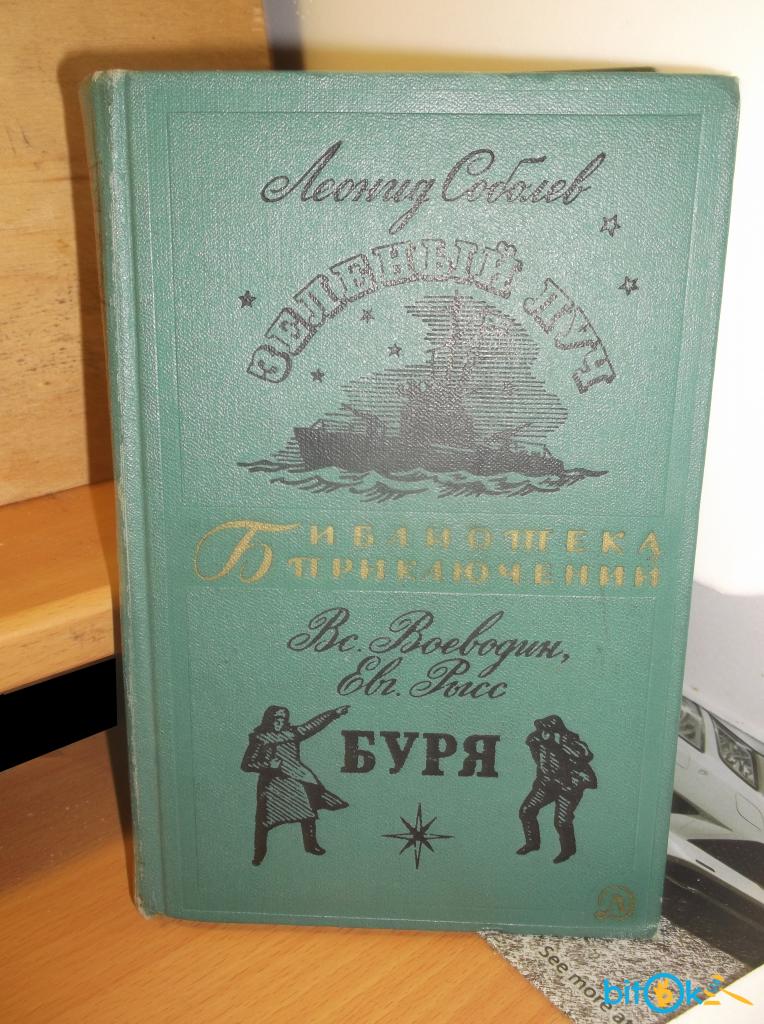 Леонид Соболев
ЗЕЛЕНЫЙ ЛУЧ
БИБЛИОТЕКА
ПРИКЛЮЧЕНИЙ
Вс. Воеводин,
Евг. Рысс
БУРЯ
see more a
bitok